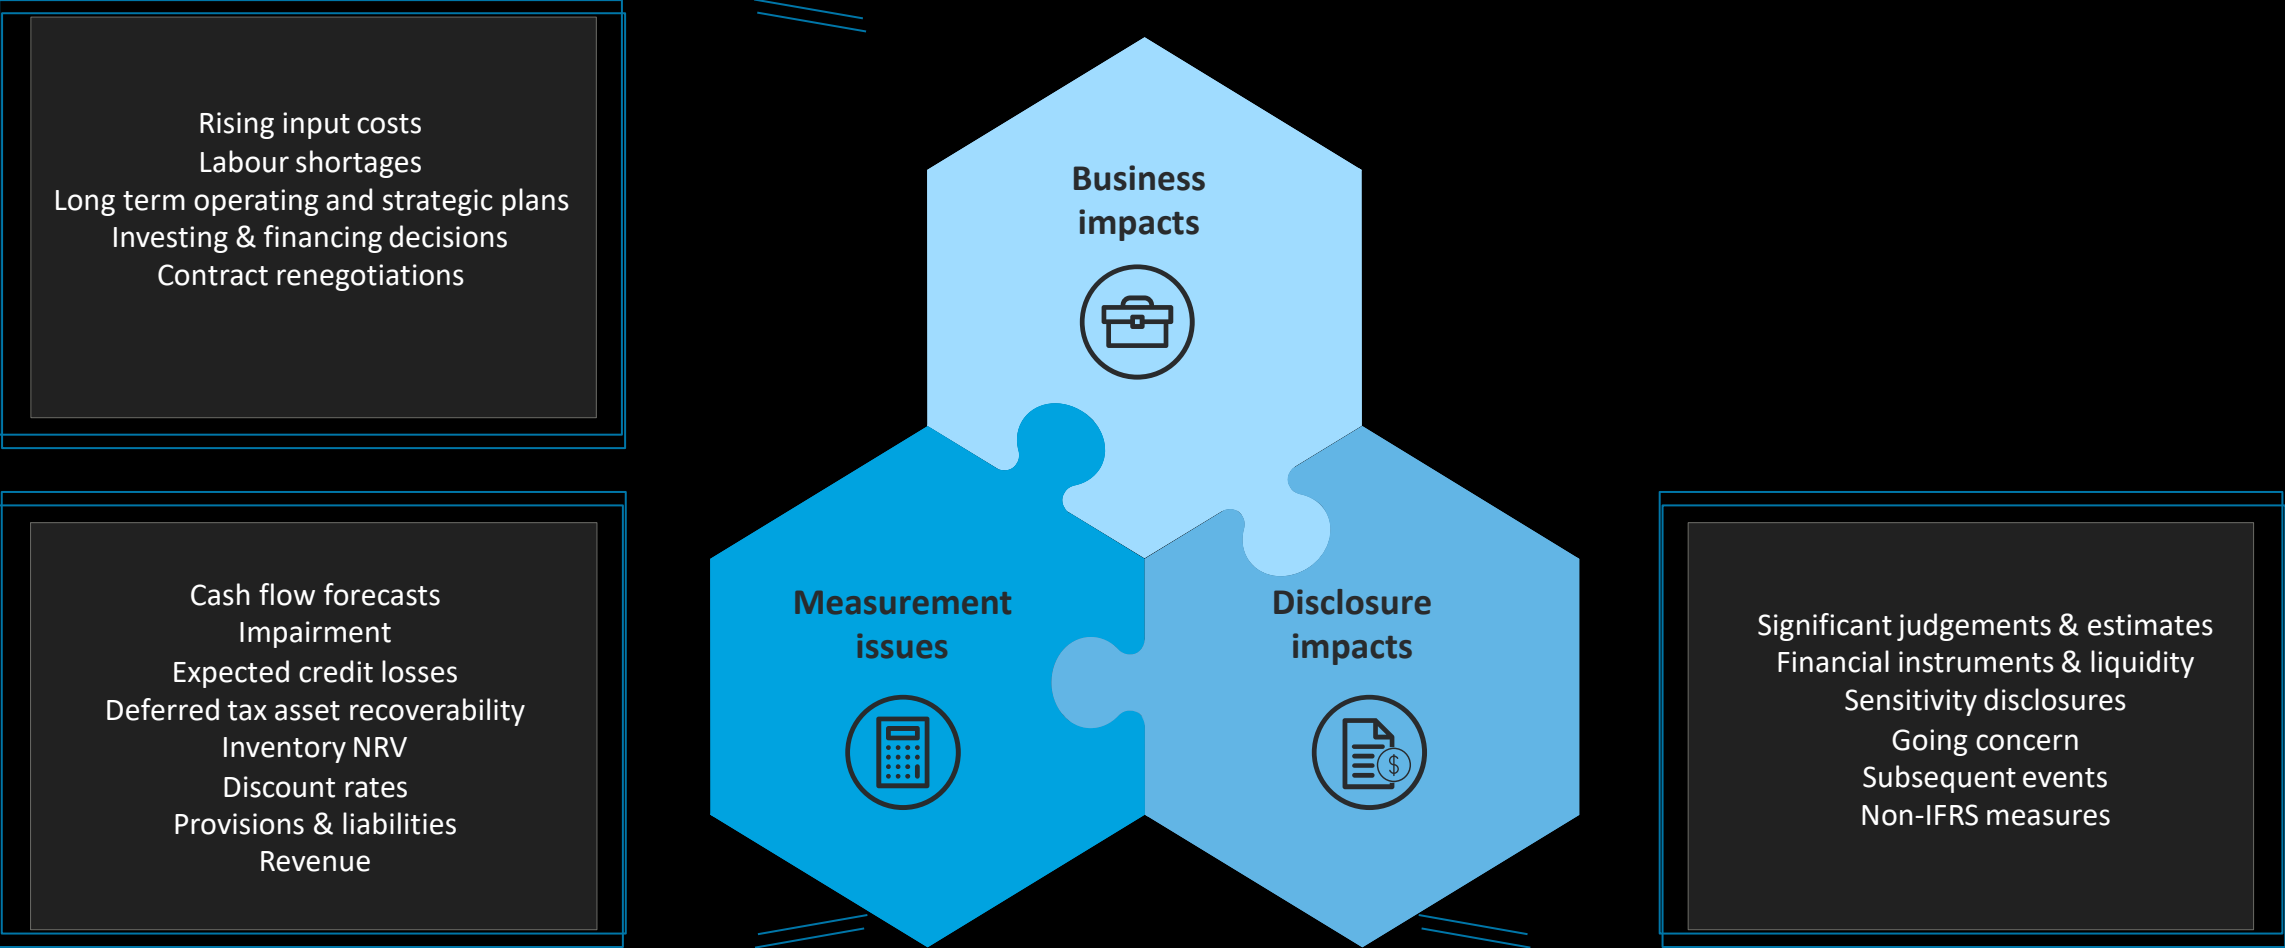 Rising input costs
Labour shortages
Long term operating and strategic plans
Investing & financing decisions
Contract renegotiations
Business
impacts
Cash flow forecasts
Impairment
Expected credit losses
Deferred tax asset recoverability
Inventory NRV
Discount rates
Provisions & liabilities
Revenue
Measurement
issues
Disclosure
impacts
$
Significant judgements & estimates
Financial instruments & liquidity
Sensitivity disclosures
Going concern
Subsequent events
Non-IFRS measures